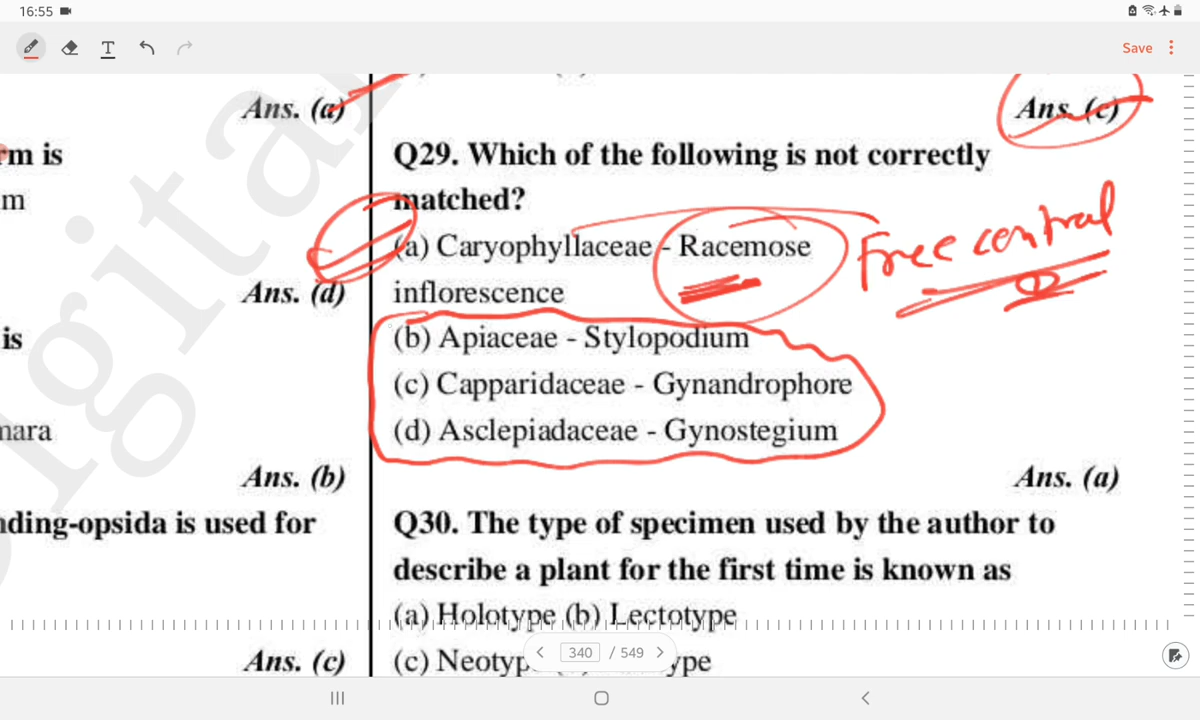 16:55
T
Save
Ans. (a)
rm is
m
Ans. (d)
is
nara
Ans. (b)
nding-opsida is used for
Ans. (c)
Ans. (c)
Q29. Which of the following is not correctly
matched?
(a) Caryophyllaceae - Racemose
inflorescence
Free central
(b) Apiaceae - Stylopodium
(c) Capparidaceae - Gynandrophore
(d) Asclepiadaceae - Gynostegium
Ans. (a)
Q30. The type of specimen used by the author to
describe a plant for the first time is known as
(a) Holotype (b) Lectotype
(c) Neotyp ype
340 / 549
igital